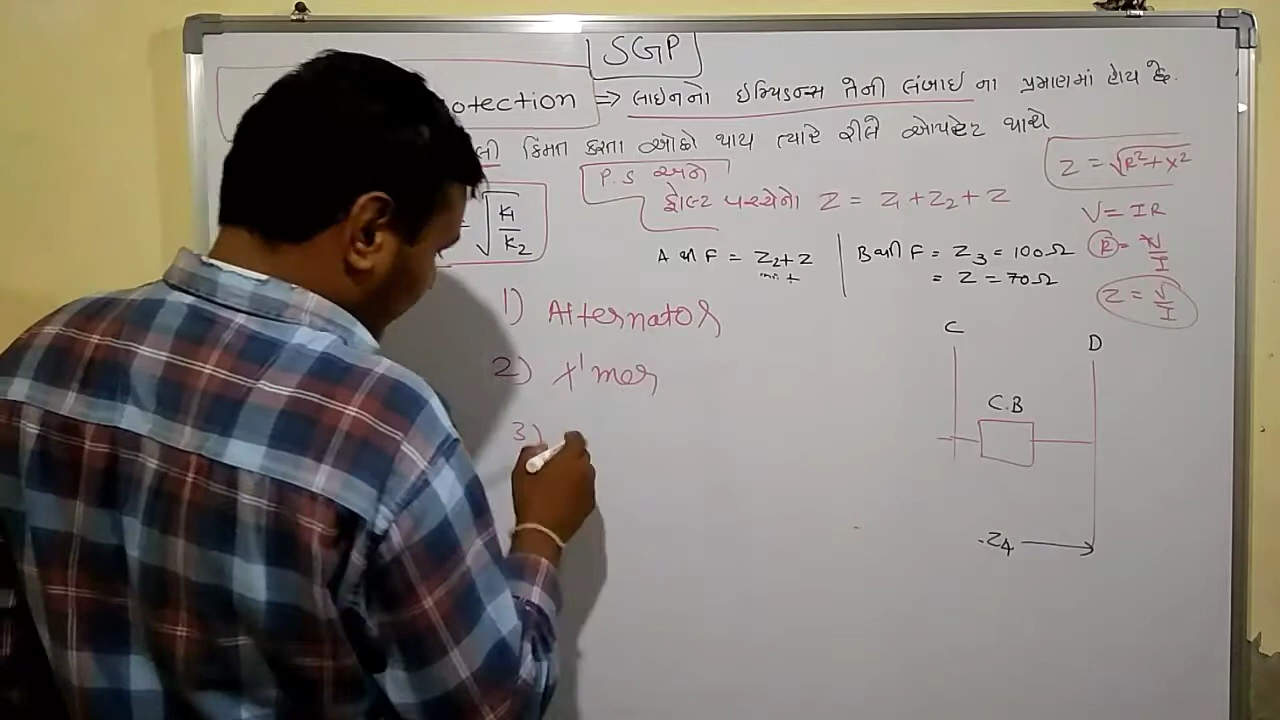 SGP
otection ⇒ લાઇનનો ઇમ્પિડન્સ તેની લંબાઇ ના પ્રમાણમાં હોય છે.
લી કિંમત કરતા ઓછો થાય ત્યારે રીલે ઓપરેટ થાશે
Z = √R²+X²
P.S અને
ફોલ્ટ વચ્ચેનો Z = Z1+Z2+Z
= √K1/K2
V = IR
R = V/I
A થી F = Z2+Z
B થી F = Z3 = 100Ω
= Z = 70Ω
Z = V/I
1) Alternator
2) X'mer
3)
C
D
C.B
Z4